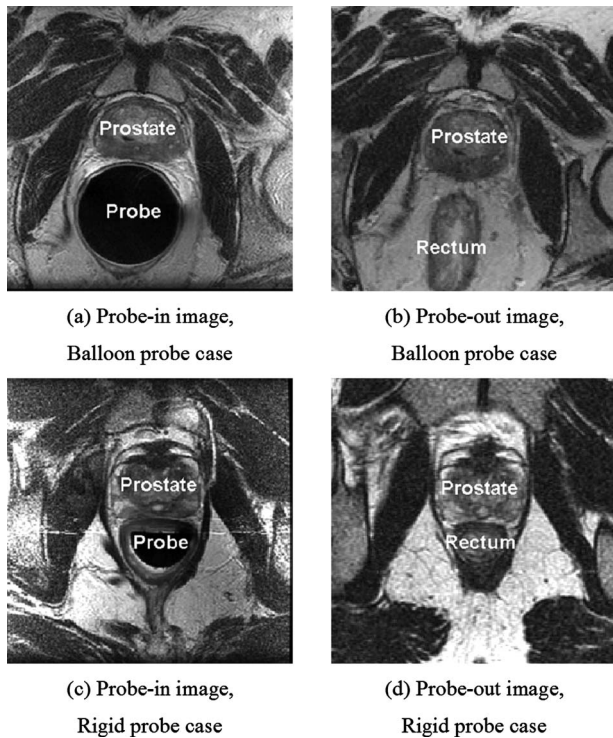 Prostate
Prostate
Probe
Rectum
(a) Probe-in image,
Balloon probe case
(b) Probe-out image,
Balloon probe case
Prostate
Prostate
Probe
Rectum
(c) Probe-in image,
Rigid probe case
(d) Probe-out image,
Rigid probe case